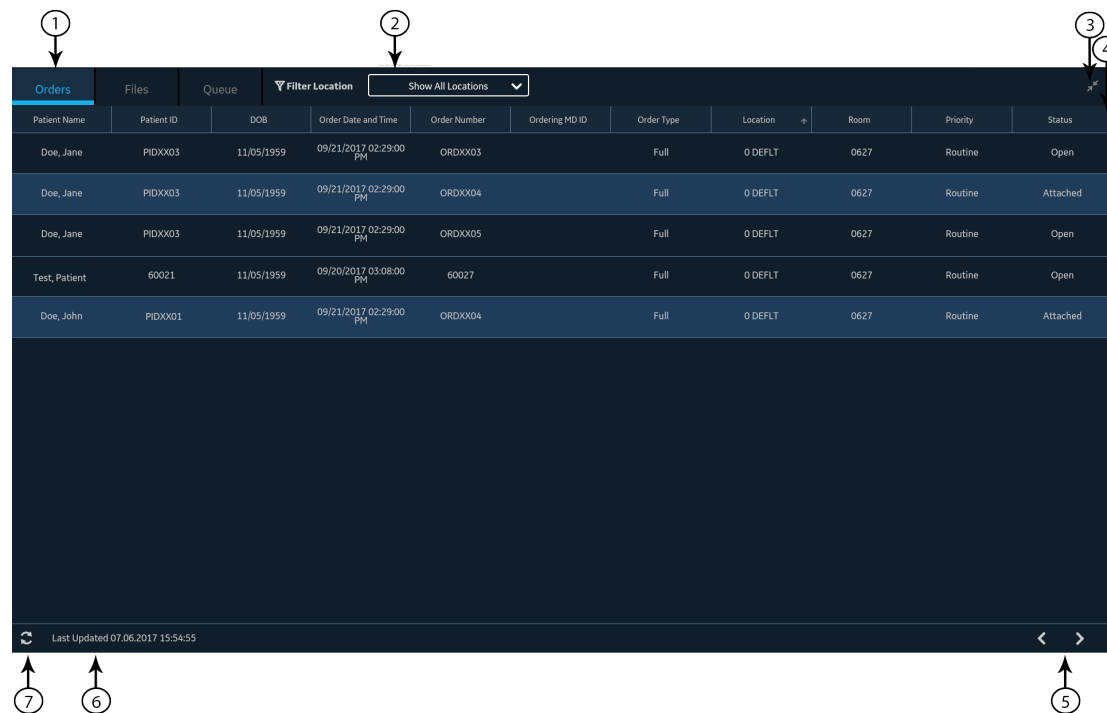 1 2 3
4
Orders Files Queue Filter Location Show All Locations
Patient Name Patient ID DOB Order Date and Time Order Number Ordering MD ID Order Type Location Room Priority Status
Doe, Jane PIDXX03 11/05/1959 09/21/2017 02:29:00 PM ORDXX03 Full 0 DEFLT 0627 Routine Open
Doe, Jane PIDXX03 11/05/1959 09/21/2017 02:29:00 PM ORDXX04 Full 0 DEFLT 0627 Routine Attached
Doe, Jane PIDXX03 11/05/1959 09/21/2017 02:29:00 PM ORDXX05 Full 0 DEFLT 0627 Routine Open
Test, Patient 60021 11/05/1959 09/20/2017 03:08:00 PM 60027 Full 0 DEFLT 0627 Routine Open
Doe, John PIDXX01 11/05/1959 09/21/2017 02:29:00 PM ORDXX04 Full 0 DEFLT 0627 Routine Attached
Last Updated 07.06.2017 15:54:55
7 6 5